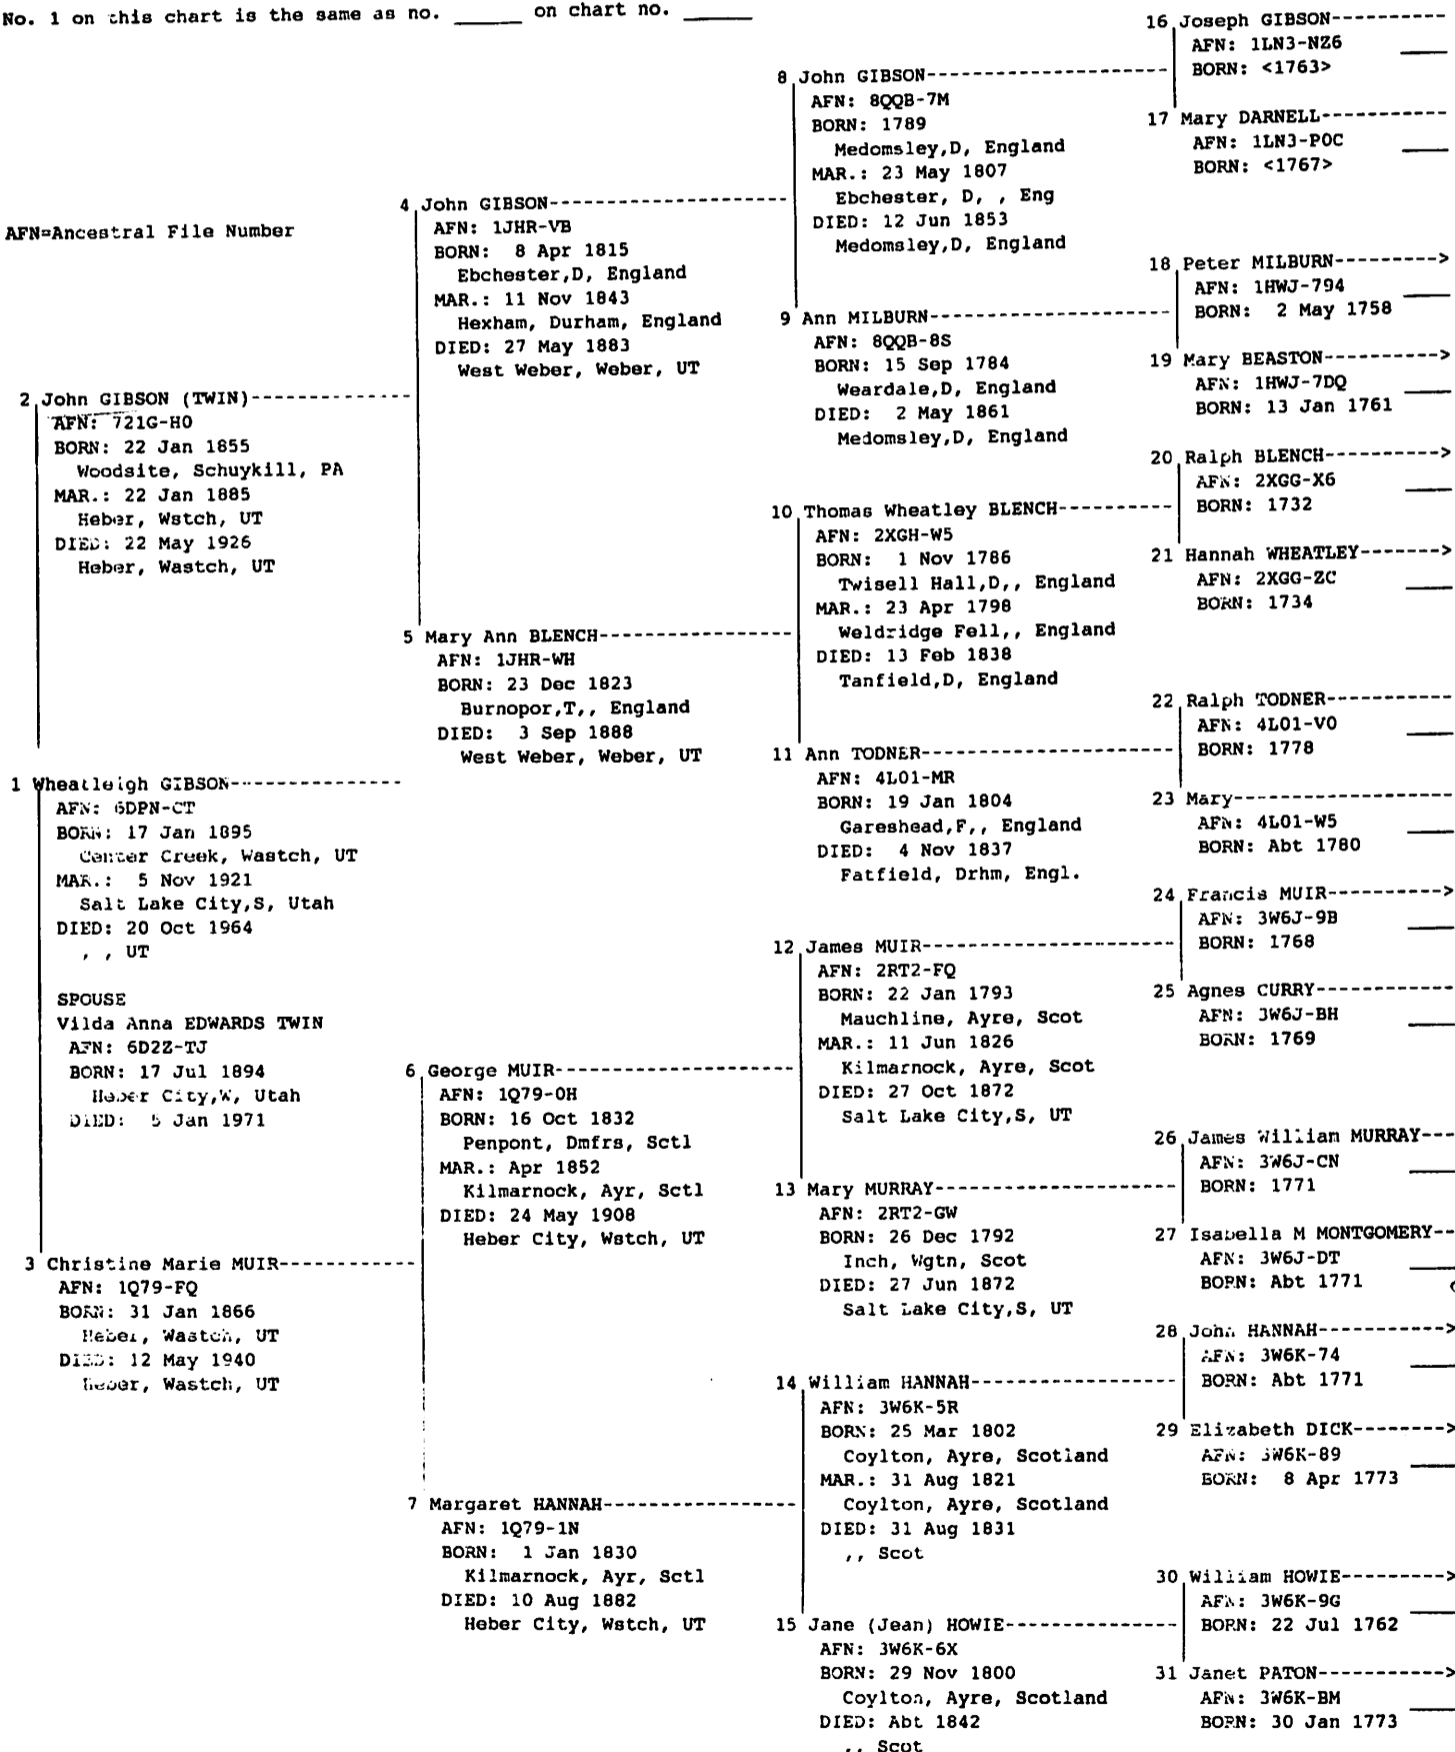 No. 1 on this chart is the same as no. _____ on chart no. _____
AFN=Ancestral File Number
1 Wheatleigh GIBSON
AFN: 6DPN-CT
BORN: 17 Jan 1895
Center Creek, Wastch, UT
MAR.: 5 Nov 1921
Salt Lake City,S, Utah
DIED: 20 Oct 1964
, , UT
SPOUSE
Vilda Anna EDWARDS TWIN
AFN: 6D2Z-TJ
BORN: 17 Jul 1894
Heber City,W, Utah
DIED: 5 Jan 1971
2 John GIBSON (TWIN)
AFN: 721G-H0
BORN: 22 Jan 1855
Woodsite, Schuykill, PA
MAR.: 22 Jan 1885
Heber, Wstch, UT
DIED: 22 May 1926
Heber, Wastch, UT
3 Christine Marie MUIR
AFN: 1Q79-FQ
BORN: 31 Jan 1866
Heber, Wastch, UT
DIED: 12 May 1940
Heber, Wastch, UT
4 John GIBSON
AFN: 1JHR-VB
BORN: 8 Apr 1815
Ebchester,D, England
MAR.: 11 Nov 1843
Hexham, Durham, England
DIED: 27 May 1883
West Weber, Weber, UT
5 Mary Ann BLENCH
AFN: 1JHR-WH
BORN: 23 Dec 1823
Burnopor,T,, England
DIED: 3 Sep 1888
West Weber, Weber, UT
6 George MUIR
AFN: 1Q79-0H
BORN: 16 Oct 1832
Penpont, Dmfrs, Sctl
MAR.: Apr 1852
Kilmarnock, Ayr, Sctl
DIED: 24 May 1908
Heber City, Wstch, UT
7 Margaret HANNAH
AFN: 1Q79-1N
BORN: 1 Jan 1830
Kilmarnock, Ayr, Sctl
DIED: 10 Aug 1882
Heber City, Wstch, UT
8 John GIBSON
AFN: 8QQB-7M
BORN: 1789
Medomsley,D, England
MAR.: 23 May 1807
Ebchester, D, , Eng
DIED: 12 Jun 1853
Medomsley,D, England
9 Ann MILBURN
AFN: 8QQB-8S
BORN: 15 Sep 1784
Weardale,D, England
DIED: 2 May 1861
Medomsley,D, England
10 Thomas Wheatley BLENCH
AFN: 2XGH-W5
BORN: 1 Nov 1786
Twisell Hall,D,, England
MAR.: 23 Apr 1798
Weldridge Fell,, England
DIED: 13 Feb 1838
Tanfield,D, England
11 Ann TODNER
AFN: 4L01-MR
BORN: 19 Jan 1804
Gareshead,F,, England
DIED: 4 Nov 1837
Fatfield, Drhm, Engl.
12 James MUIR
AFN: 2RT2-FQ
BORN: 22 Jan 1793
Mauchline, Ayre, Scot
MAR.: 11 Jun 1826
Kilmarnock, Ayre, Scot
DIED: 27 Oct 1872
Salt Lake City,S, UT
13 Mary MURRAY
AFN: 2RT2-GW
BORN: 26 Dec 1792
Inch, Wgtn, Scot
DIED: 27 Jun 1872
Salt Lake City,S, UT
14 William HANNAH
AFN: 3W6K-5R
BORN: 25 Mar 1802
Coylton, Ayre, Scotland
MAR.: 31 Aug 1821
Coylton, Ayre, Scotland
DIED: 31 Aug 1831
,, Scot
15 Jane (Jean) HOWIE
AFN: 3W6K-6X
BORN: 29 Nov 1800
Coylton, Ayre, Scotland
DIED: Abt 1842
,, Scot
16 Joseph GIBSON
AFN: 1LN3-NZ6
BORN: <1763>
17 Mary DARNELL
AFN: 1LN3-P0C
BORN: <1767>
18 Peter MILBURN
AFN: 1HWJ-794
BORN: 2 May 1758
19 Mary BEASTON
AFN: 1HWJ-7DQ
BORN: 13 Jan 1761
20 Ralph BLENCH
AFN: 2XGG-X6
BORN: 1732
21 Hannah WHEATLEY
AFN: 2XGG-ZC
BORN: 1734
22 Ralph TODNER
AFN: 4L01-V0
BORN: 1778
23 Mary
AFN: 4L01-W5
BORN: Abt 1780
24 Francis MUIR
AFN: 3W6J-9B
BORN: 1768
25 Agnes CURRY
AFN: 3W6J-BH
BORN: 1769
26 James William MURRAY
AFN: 3W6J-CN
BORN: 1771
27 Isabella M MONTGOMERY
AFN: 3W6J-DT
BORN: Abt 1771
28 John HANNAH
AFN: 3W6K-74
BORN: Abt 1771
29 Elizabeth DICK
AFN: 3W6K-89
BORN: 8 Apr 1773
30 William HOWIE
AFN: 3W6K-9G
BORN: 22 Jul 1762
31 Janet PATON
AFN: 3W6K-BM
BORN: 30 Jan 1773